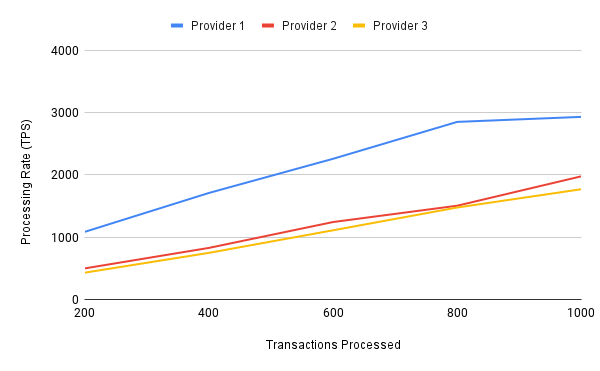 Provider 1 Provider 2 Provider 3
4000
3000
2000
1000
0
Processing Rate (TPS)
200 400 600 800 1000
Transactions Processed